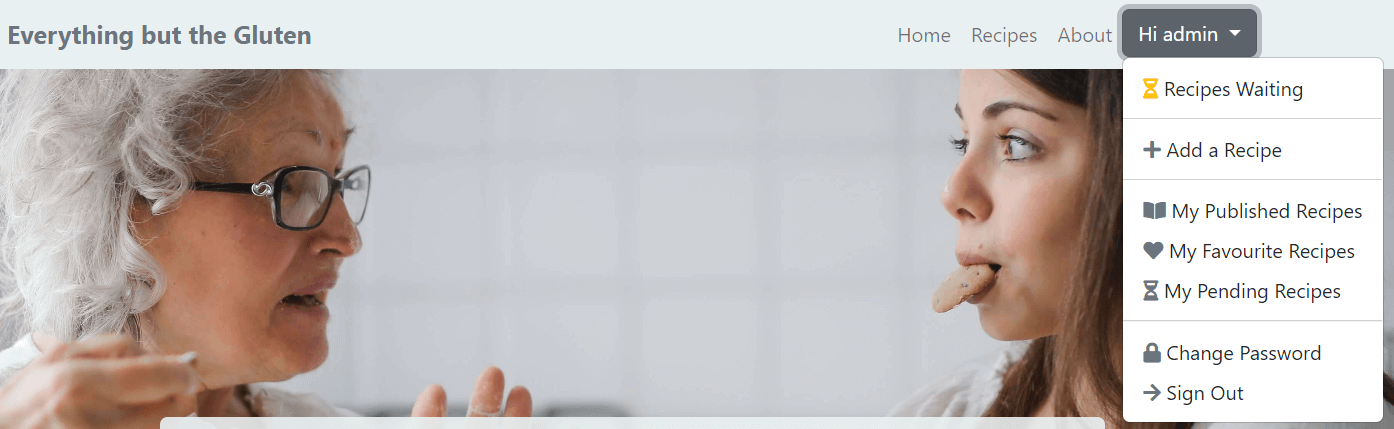 Everything but the Gluten
Home Recipes About Hi admin
Recipes Waiting
Add a Recipe
My Published Recipes
My Favourite Recipes
My Pending Recipes
Change Password
Sign Out